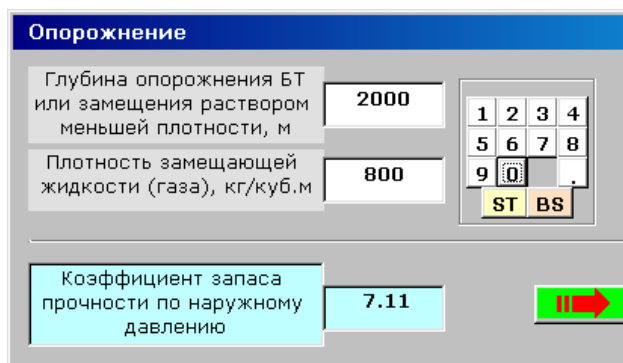 Опорожнение
Глубина опорожнения БТ
или замещения раствором
меньшей плотности, м
2000
1 2 3 4
5 6 7 8
9 0 .
ST BS
Плотность замещающей
жидкости (газа), кг/куб.м
800
Коэффициент запаса
прочности по наружному
давлению
7.11